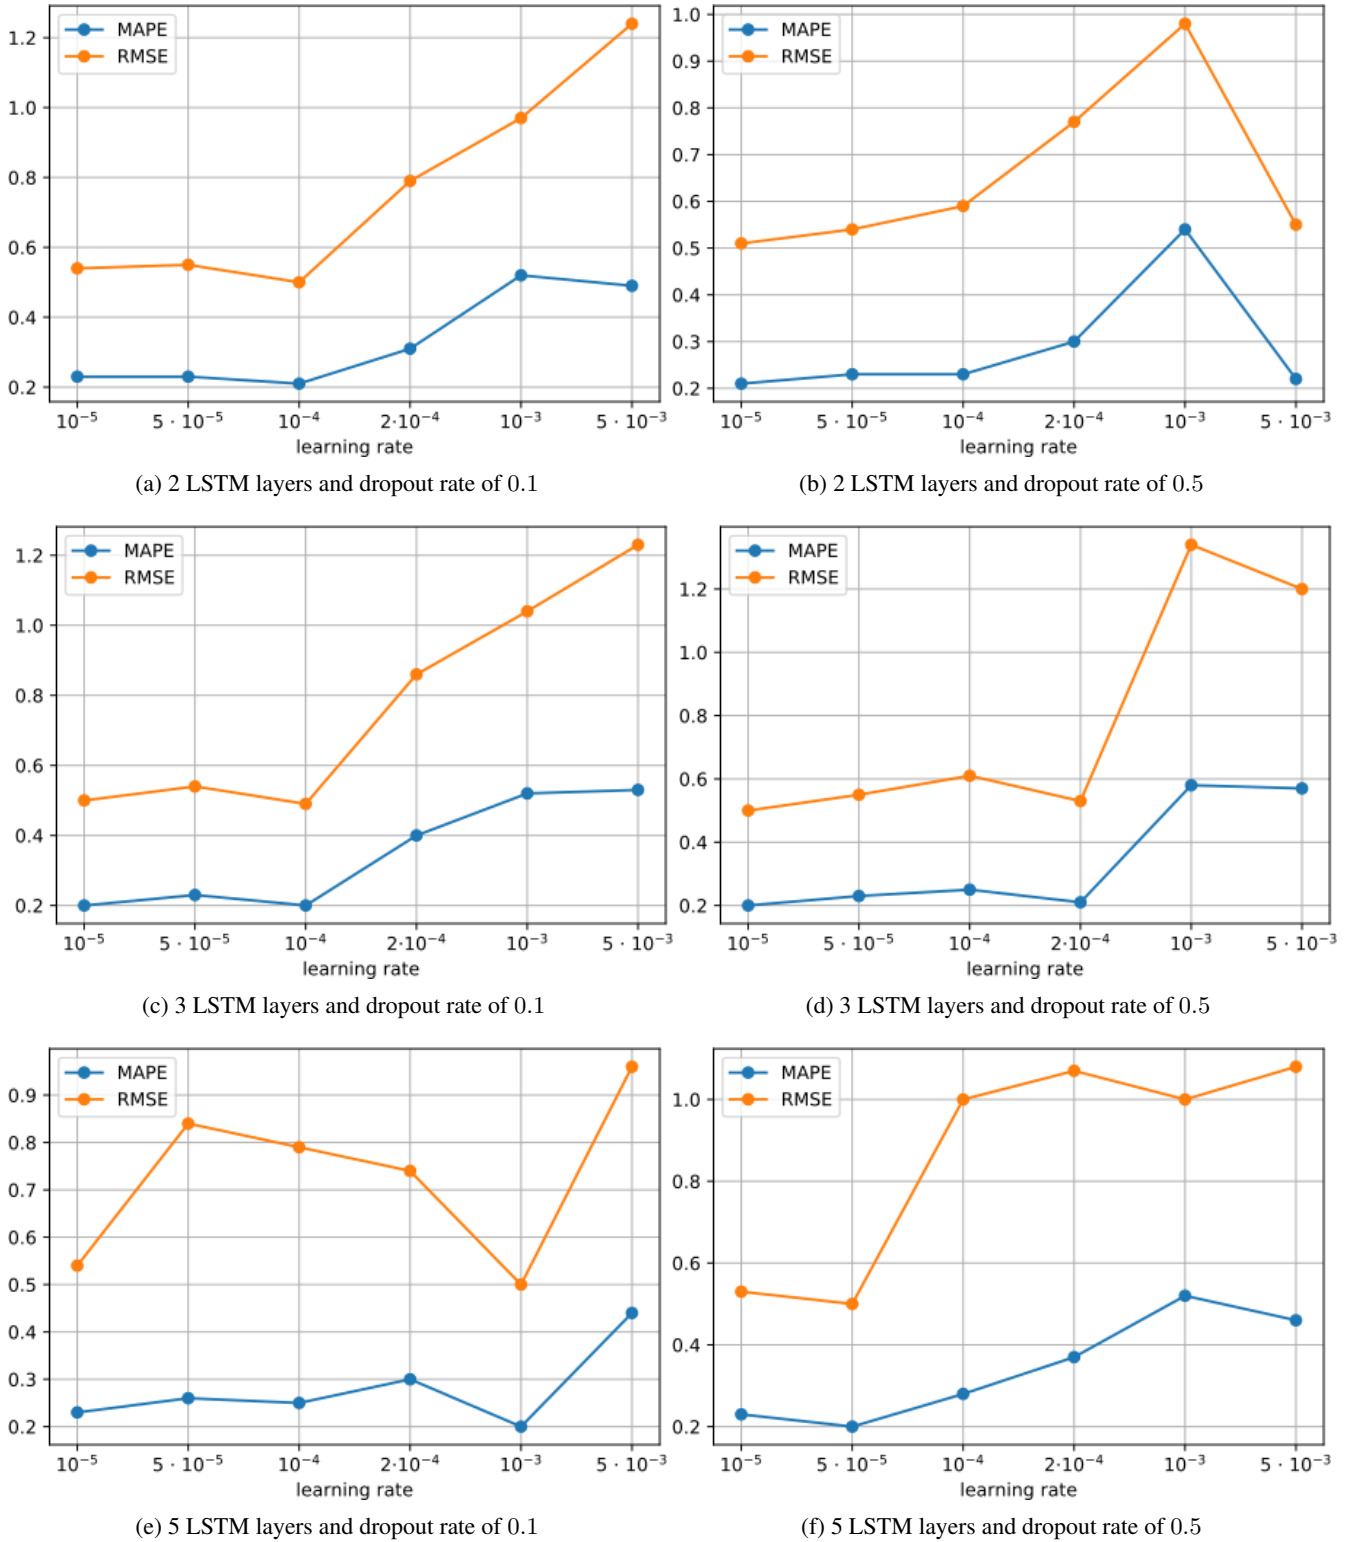 MAPE
RMSE
1.2
1.0
0.8
0.6
0.4
0.2
10⁻⁵ 5 · 10⁻⁵ 10⁻⁴ 2·10⁻⁴ 10⁻³ 5 · 10⁻³
learning rate
(a) 2 LSTM layers and dropout rate of 0.1
MAPE
RMSE
1.0
0.9
0.8
0.7
0.6
0.5
0.4
0.3
0.2
10⁻⁵ 5 · 10⁻⁵ 10⁻⁴ 2·10⁻⁴ 10⁻³ 5 · 10⁻³
learning rate
(b) 2 LSTM layers and dropout rate of 0.5
MAPE
RMSE
1.2
1.0
0.8
0.6
0.4
0.2
10⁻⁵ 5 · 10⁻⁵ 10⁻⁴ 2·10⁻⁴ 10⁻³ 5 · 10⁻³
learning rate
(c) 3 LSTM layers and dropout rate of 0.1
MAPE
RMSE
1.2
1.0
0.8
0.6
0.4
0.2
10⁻⁵ 5 · 10⁻⁵ 10⁻⁴ 2·10⁻⁴ 10⁻³ 5 · 10⁻³
learning rate
(d) 3 LSTM layers and dropout rate of 0.5
MAPE
RMSE
0.9
0.8
0.7
0.6
0.5
0.4
0.3
0.2
10⁻⁵ 5 · 10⁻⁵ 10⁻⁴ 2·10⁻⁴ 10⁻³ 5 · 10⁻³
learning rate
(e) 5 LSTM layers and dropout rate of 0.1
MAPE
RMSE
1.0
0.8
0.6
0.4
0.2
10⁻⁵ 5 · 10⁻⁵ 10⁻⁴ 2·10⁻⁴ 10⁻³ 5 · 10⁻³
learning rate
(f) 5 LSTM layers and dropout rate of 0.5